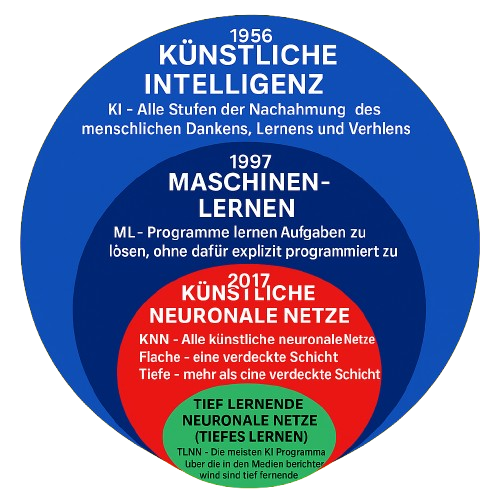 1956
KÜNSTLICHE
INTELLIGENZ
KI - Alle Stufen der Nachahmung des
menschlichen Dankens, Lernens und Verhlens
1997
MASCHINEN-
LERNEN
ML- Programme lernen Aufgaben zu
lösen, ohne dafür explizit programmiert zu
2017
KÜNSTLICHE
NEURONALE NETZE
KNN - Alle künstliche neuronale Netze
Flache - eine verdeckte Schicht
Tiefe - mehr als cine verdeckte Schicht
TIEF LERNENDE
NEURONALE NETZE
(TIEFES LERNEN)
TLNN - Die meisten KI Programma
Uber die in den Medien berichter
wind sind tief fernende